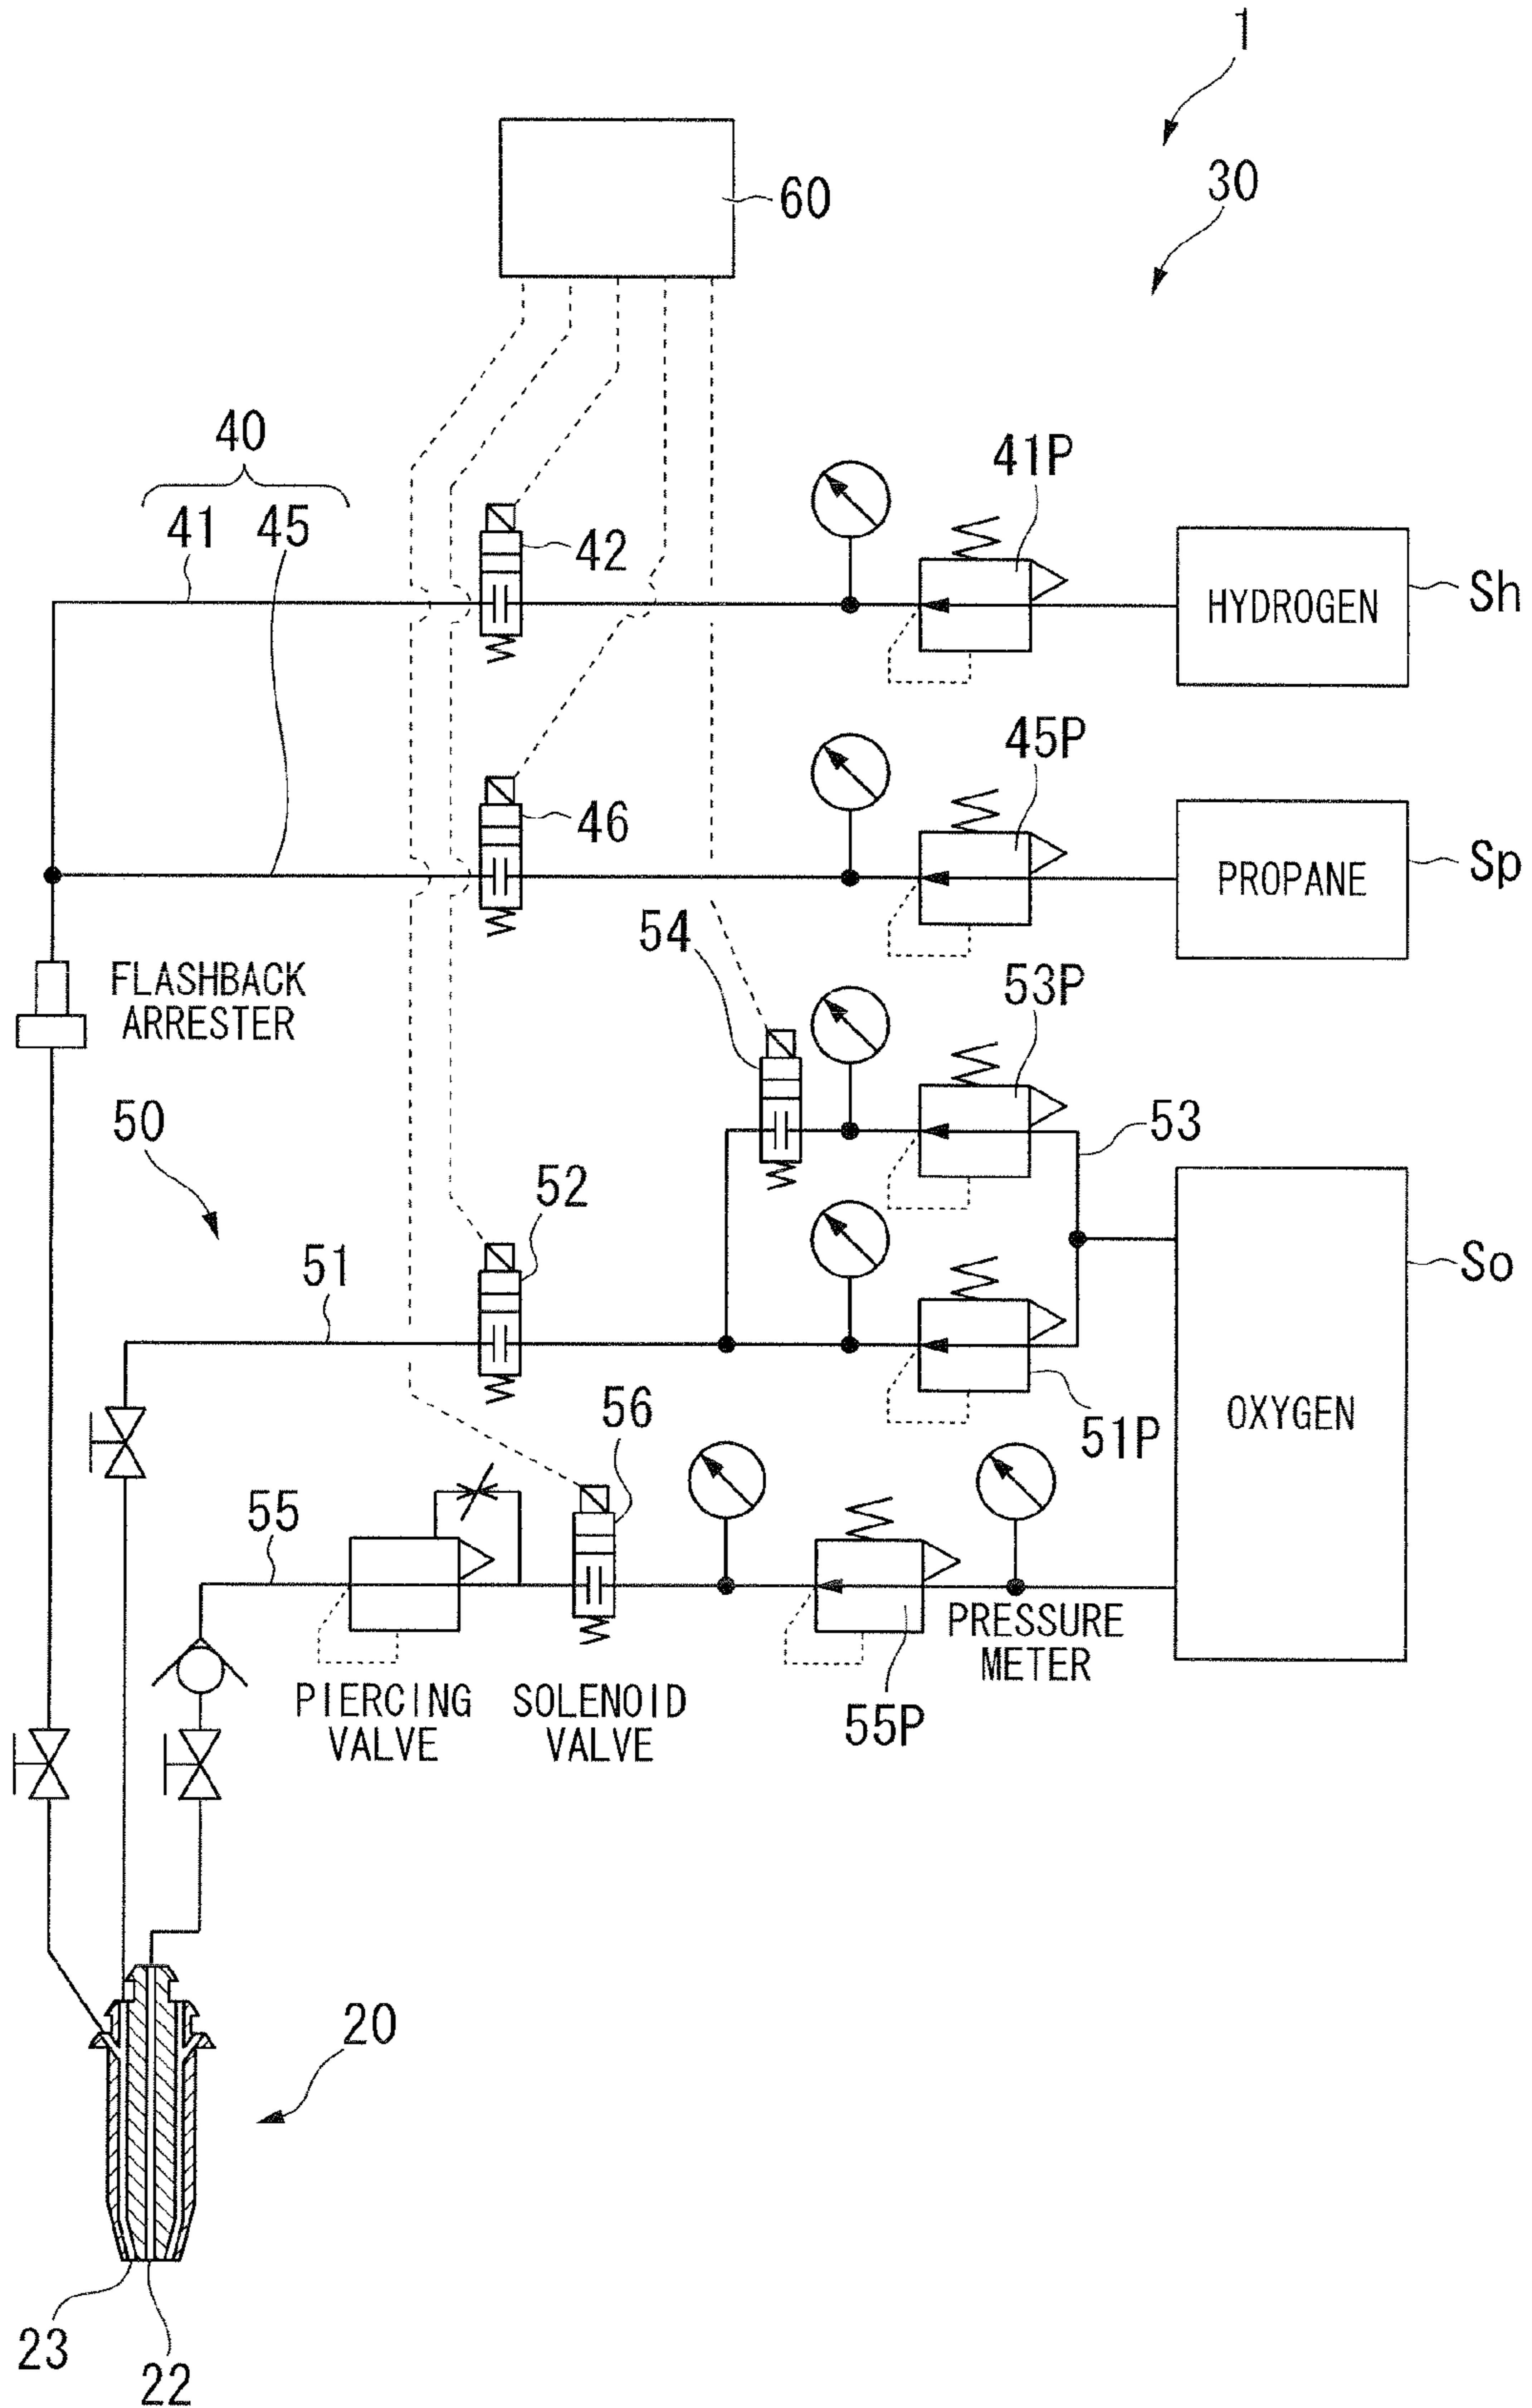 1
30
60
40
41 45
42
41P
HYDROGEN
Sh
46
45P
PROPANE
Sp
54
FLASHBACK
ARRESTER
53P
50
53
52
51
So
51P
OXYGEN
56
55
PRESSURE
METER
PIERCING
VALVE
SOLENOID
VALVE
55P
20
23
22